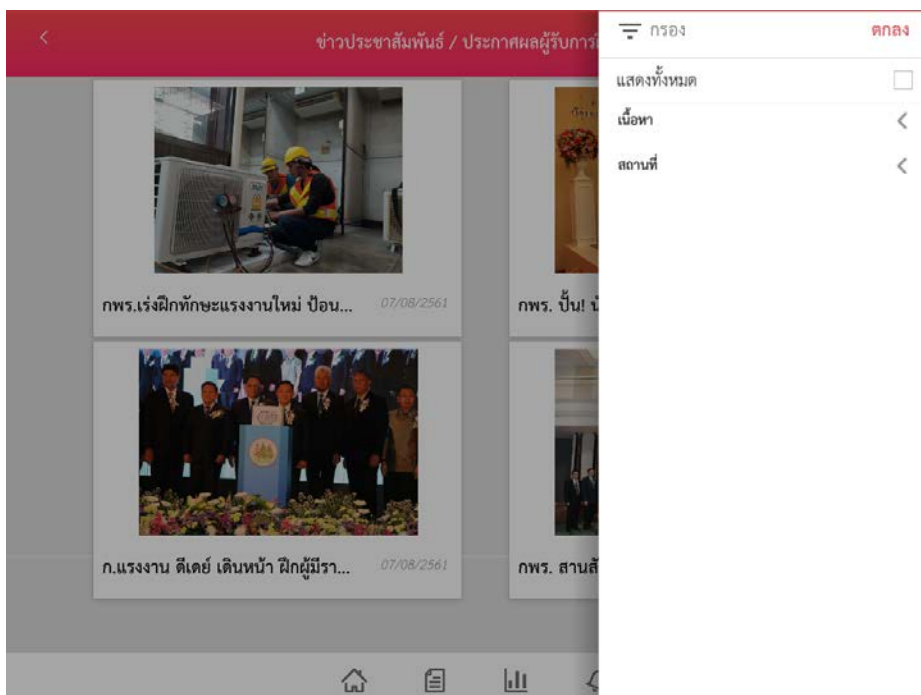 ข่าวประชาสัมพันธ์ / ประกาศผลผู้รับการ
กรอง
ตกลง
แสดงทั้งหมด
เนื้อหา
สถานที่
กพร.เร่งฝึกทักษะแรงงานใหม่ ป้อน...
07/08/2561
กพร. ปั้น!
ก.แรงงาน ดีเดย์ เดินหน้า ฝึกผู้มีรา...
07/08/2561
กพร. สานสั